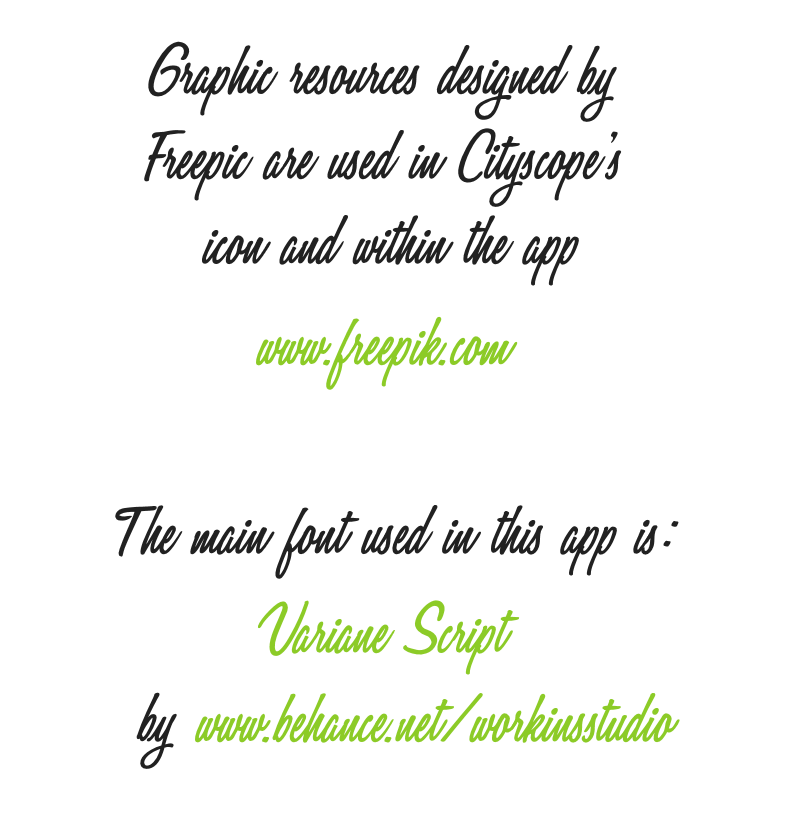 Graphic resources designed by
Freepic are used in Cityscope's
icon and within the app
www.freepik.com
The main font used in this app is:
Variane Script
by www.behance.net/workinsstudio